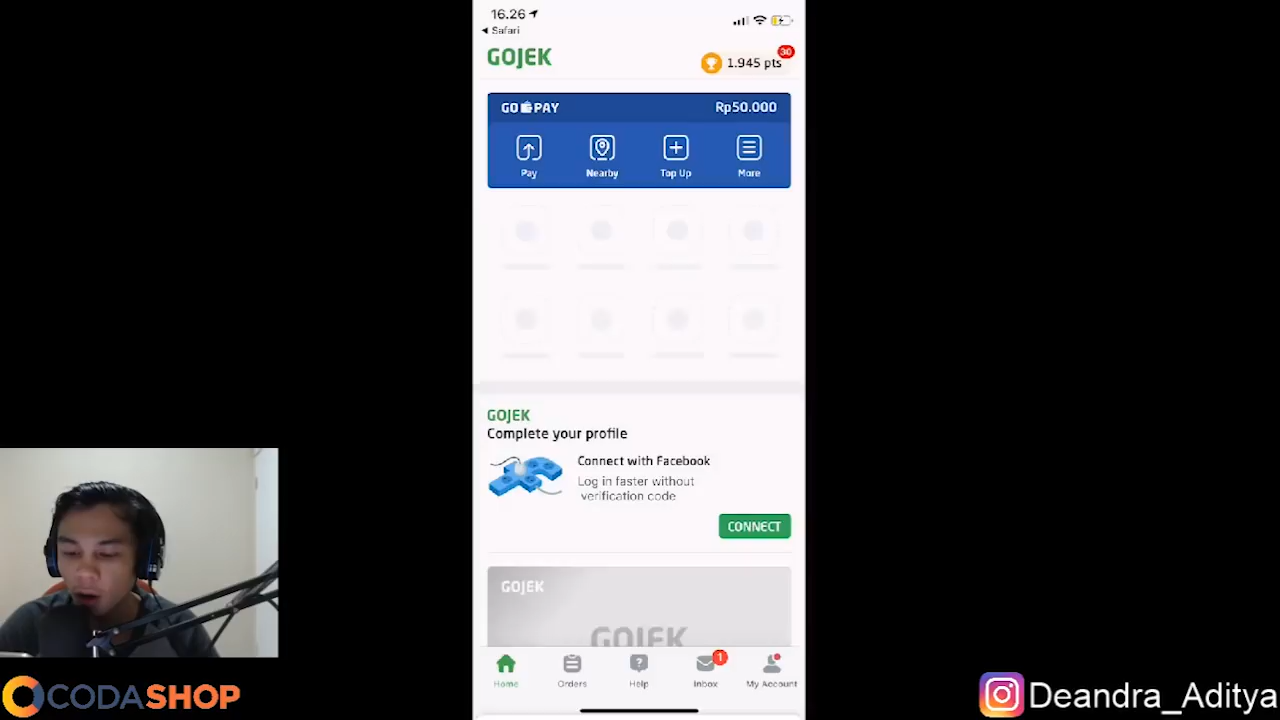 16.26
Safari
GOJEK
1.945 pts
30
GO PAY
Rp50.000
Pay
Nearby
Top Up
More
GOJEK
Complete your profile
Connect with Facebook
Log in faster without
verification code
CONNECT
GOJEK
GOJEK
Home
Orders
Help
Inbox
1
My Account
CODASHOP
Deandra_Aditya